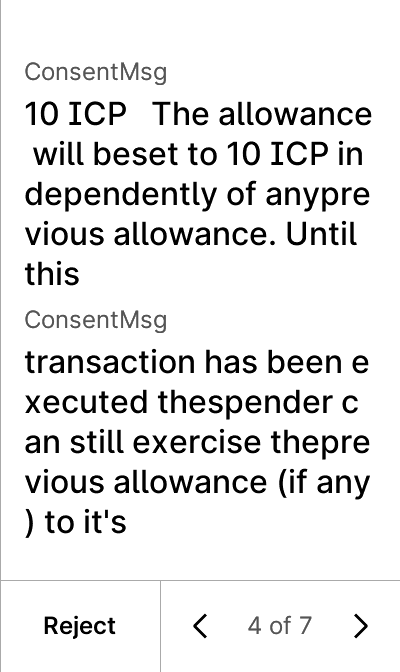 ConsentMsg
10 ICP   The allowance
 will beset to 10 ICP in
dependently of anypre
vious allowance. Until
this
ConsentMsg
transaction has been e
xecuted thespender c
an still exercise thepre
vious allowance (if any
) to it's
Reject < 4 of 7 >